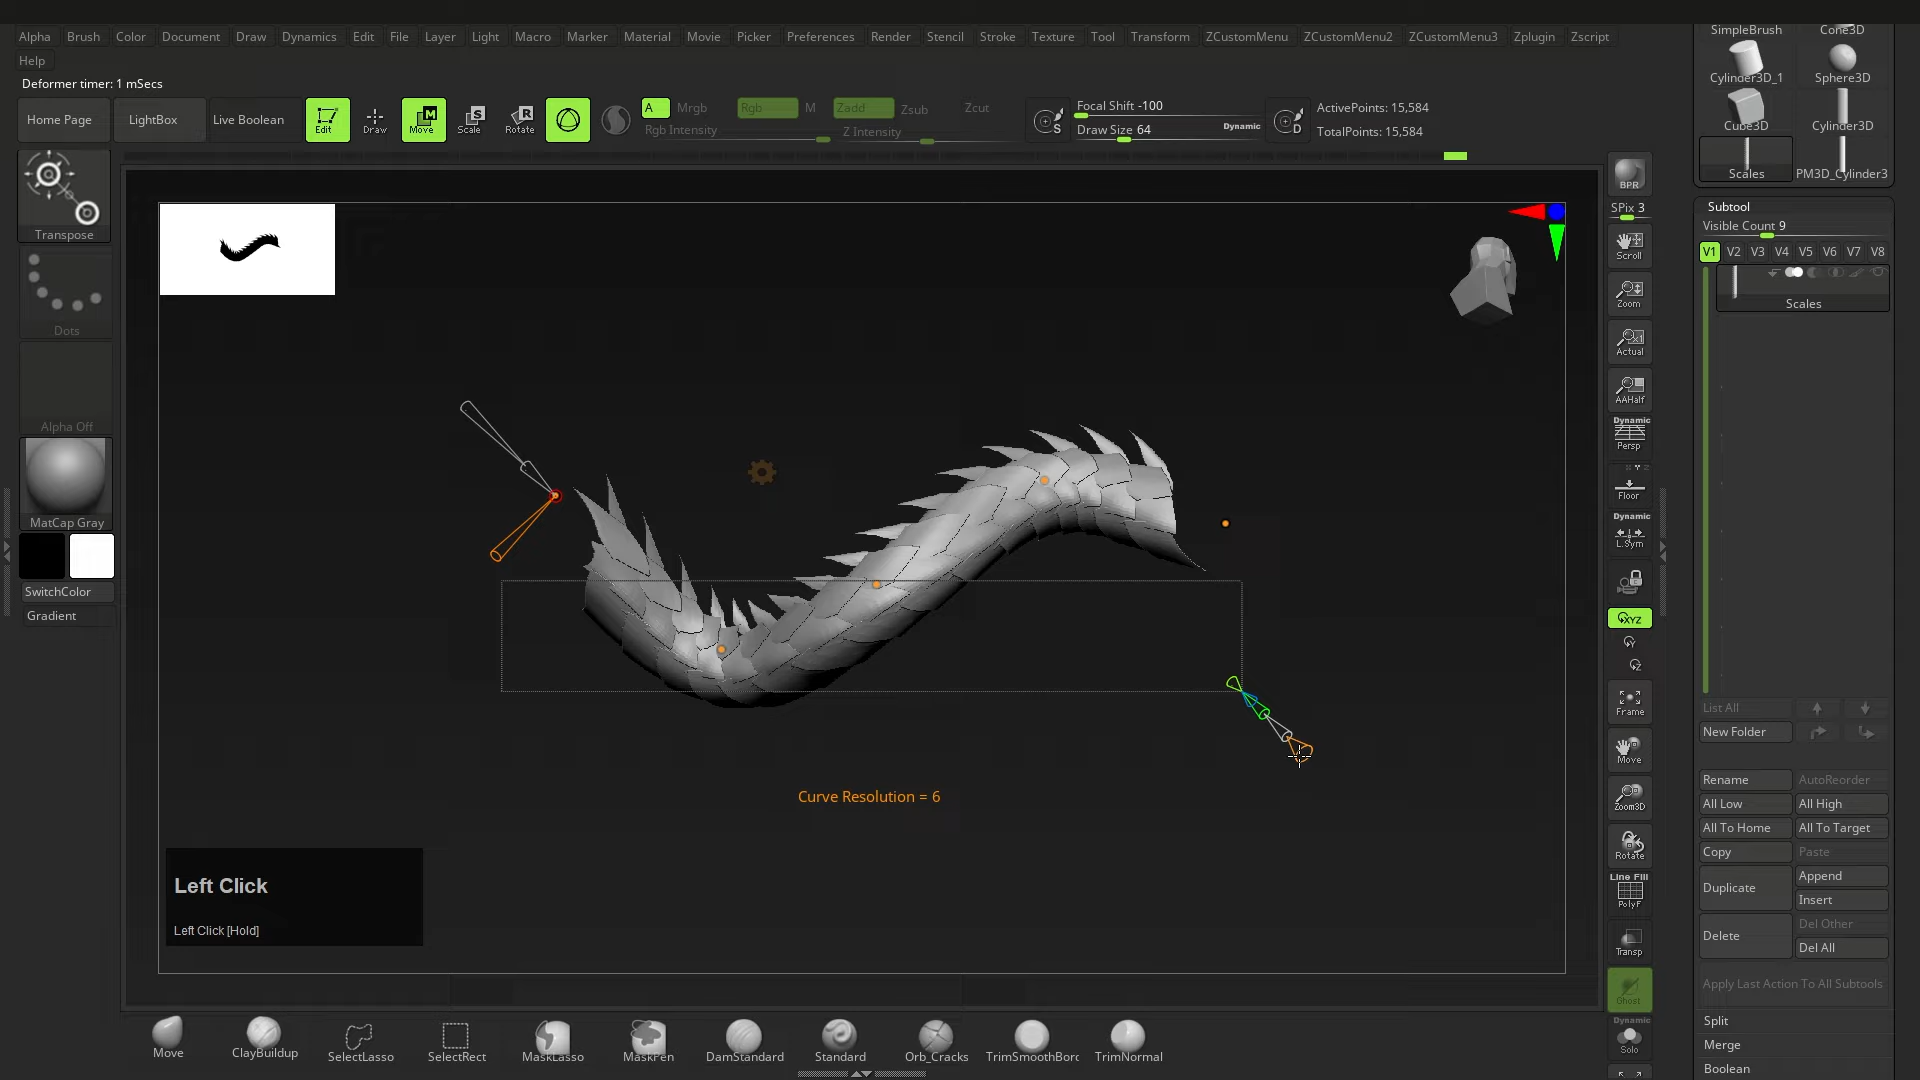 Alpha Brush Color Document Draw Dynamics Edit File Layer Light Macro Marker Material Movie Picker Preferences Render Stencil Stroke Texture Tool Transform ZCustomMenu ZCustomMenu2 ZCustomMenu3 Zplugin Zscript
Help
Deformer timer: 1 mSecs
Home Page
LightBox
Live Boolean
Edit
Draw
Move
Scale
Rotate
A
Mrgb
Rgb
M
Zadd
Zsub
Zcut
Rgb Intensity
Z Intensity
Focal Shift -100
Draw Size 64
Dynamic
ActivePoints: 15,584
TotalPoints: 15,584
Transpose
Dots
Alpha Off
MatCap Gray
SwitchColor
Gradient
Curve Resolution = 6
Left Click
Left Click [Hold]
Move
ClayBuildup
SelectLasso
SelectRect
MaskLasso
MaskPen
DamStandard
Standard
Orb_Cracks
TrimSmoothBorc
TrimNormal
BPR
SPix 3
Scroll
Zoom
Actual
AAHalf
Dynamic
Persp
Floor
Dynamic
L.Sym
XYZ
Frame
Move
Zoom3D
Rotate
Line Fill
PolyF
Transp
Ghost
Dynamic
Solo
SimpleBrush
Cone3D
Cylinder3D_1
Sphere3D
Cube3D
Cylinder3D
Scales
PM3D_Cylinder3
Subtool
Visible Count 9
V1 V2 V3 V4 V5 V6 V7 V8
Scales
List All
New Folder
Rename
AutoReorder
All Low
All High
All To Home
All To Target
Copy
Paste
Duplicate
Append
Insert
Delete
Del Other
Del All
Apply Last Action To All Subtools
Split
Merge
Boolean